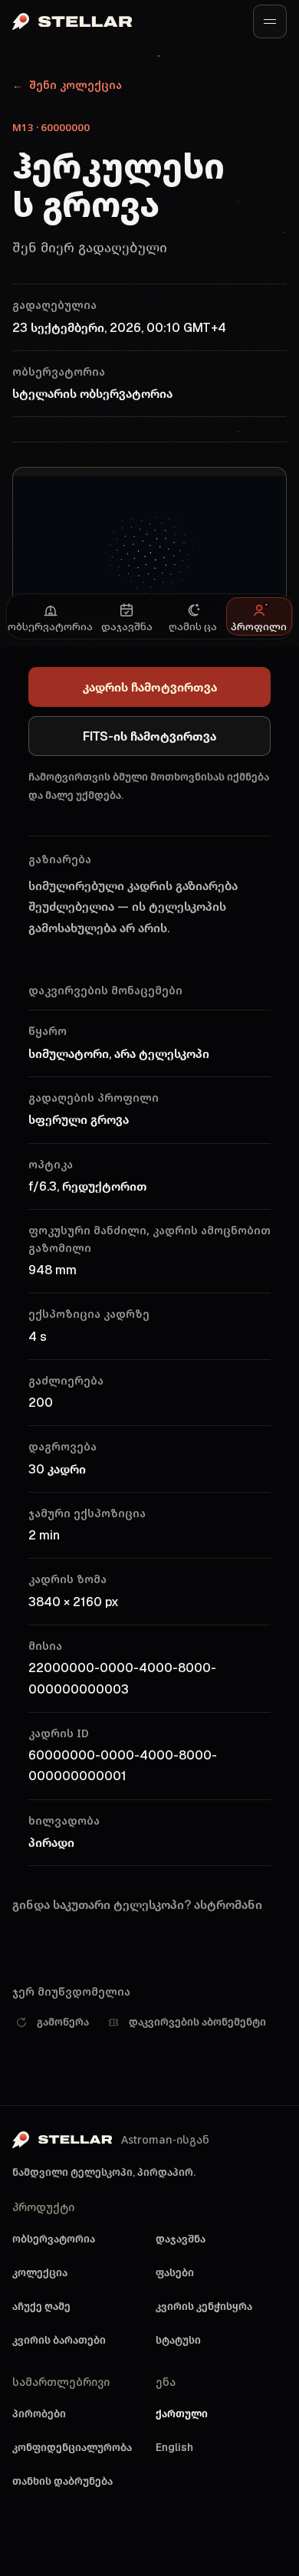 STELLAR
← შენი კოლექცია
M13 · 60000000
ჰერკულესი
ს გროვა
შენ მიერ გადაღებული
გადაღებულია
23 სექტემბერი, 2026, 00:10 GMT+4
ობსერვატორია
სტელარის ობსერვატორია
ობსერვატორია
დაჯავშნა
ღამის ცა
პროფილი
კადრის ჩამოტვირთვა
FITS-ის ჩამოტვირთვა
ჩამოტვირთვის ბმული მოთხოვნისას იქმნება
და მალე უქმდება.
გაზიარება
სიმულირებული კადრის გაზიარება
შეუძლებელია — ის ტელესკოპის
გამოსახულება არ არის.
დაკვირვების მონაცემები
წყარო
სიმულატორი, არა ტელესკოპი
გადაღების პროფილი
სფერული გროვა
ოპტიკა
f/6.3, რედუქტორით
ფოკუსური მანძილი, კადრის ამოცნობით
გაზომილი
948 mm
ექსპოზიცია კადრზე
4 s
გაძლიერება
200
დაგროვება
30 კადრი
ჯამური ექსპოზიცია
2 min
კადრის ზომა
3840 × 2160 px
მისია
22000000-0000-4000-8000-
000000000003
კადრის ID
60000000-0000-4000-8000-
000000000001
ხილვადობა
პირადი
გინდა საკუთარი ტელესკოპი? ასტრომანი
ჯერ მიუწვდომელია
გამოწერა
დაკვირვების აბონემენტი
STELLAR Astroman-ისგან
ნამდვილი ტელესკოპი, პირდაპირ.
პროდუქტი
ობსერვატორია
დაჯავშნა
კოლექცია
ფასები
აჩუქე ღამე
კვირის კენჭისყრა
კვირის ბარათები
სტატუსი
სამართლებრივი
ენა
პირობები
ქართული
კონფიდენციალურობა
English
თანხის დაბრუნება